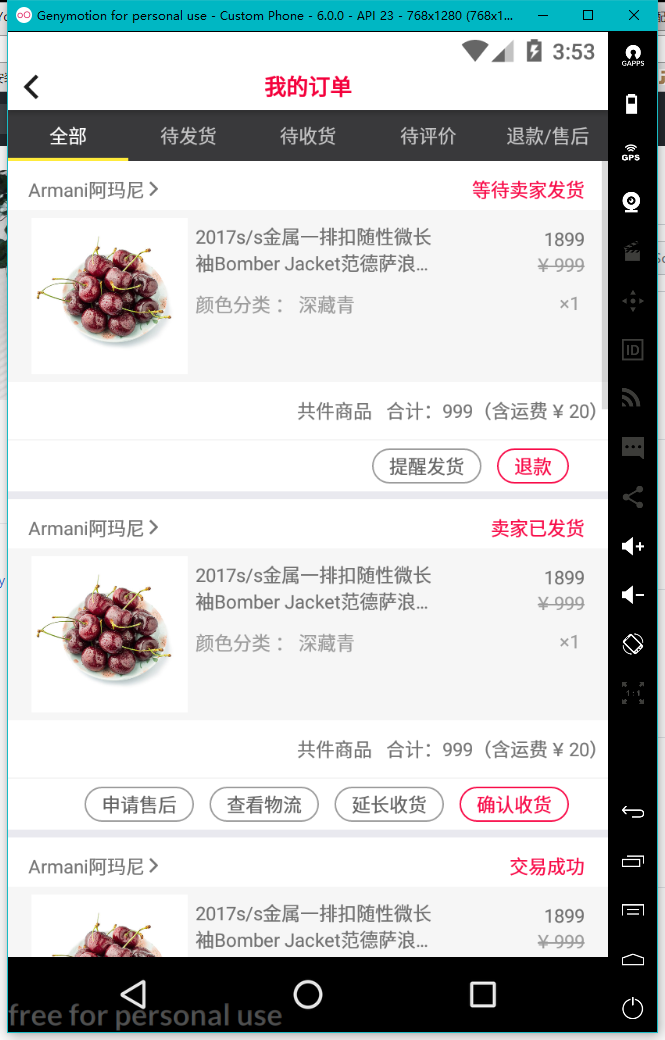 Genymotion for personal use - Custom Phone - 6.0.0 - API 23 - 768x1280 (768x1...
3:53
我的订单
全部 待发货 待收货 待评价 退款/售后
Armani阿玛尼 等待卖家发货
2017s/s金属一排扣随性微长 1899
袖Bomber Jacket范德萨浪... ¥ 999
颜色分类： 深藏青 ×1
共件商品 合计：999（含运费 ¥ 20）
提醒发货 退款
Armani阿玛尼 卖家已发货
2017s/s金属一排扣随性微长 1899
袖Bomber Jacket范德萨浪... ¥ 999
颜色分类： 深藏青 ×1
共件商品 合计：999（含运费 ¥ 20）
申请售后 查看物流 延长收货 确认收货
Armani阿玛尼 交易成功
2017s/s金属一排扣随性微长 1899
袖Bomber Jacket范德萨浪... ¥ 999
free for personal use
GAPPS
GPS
ID
1:1